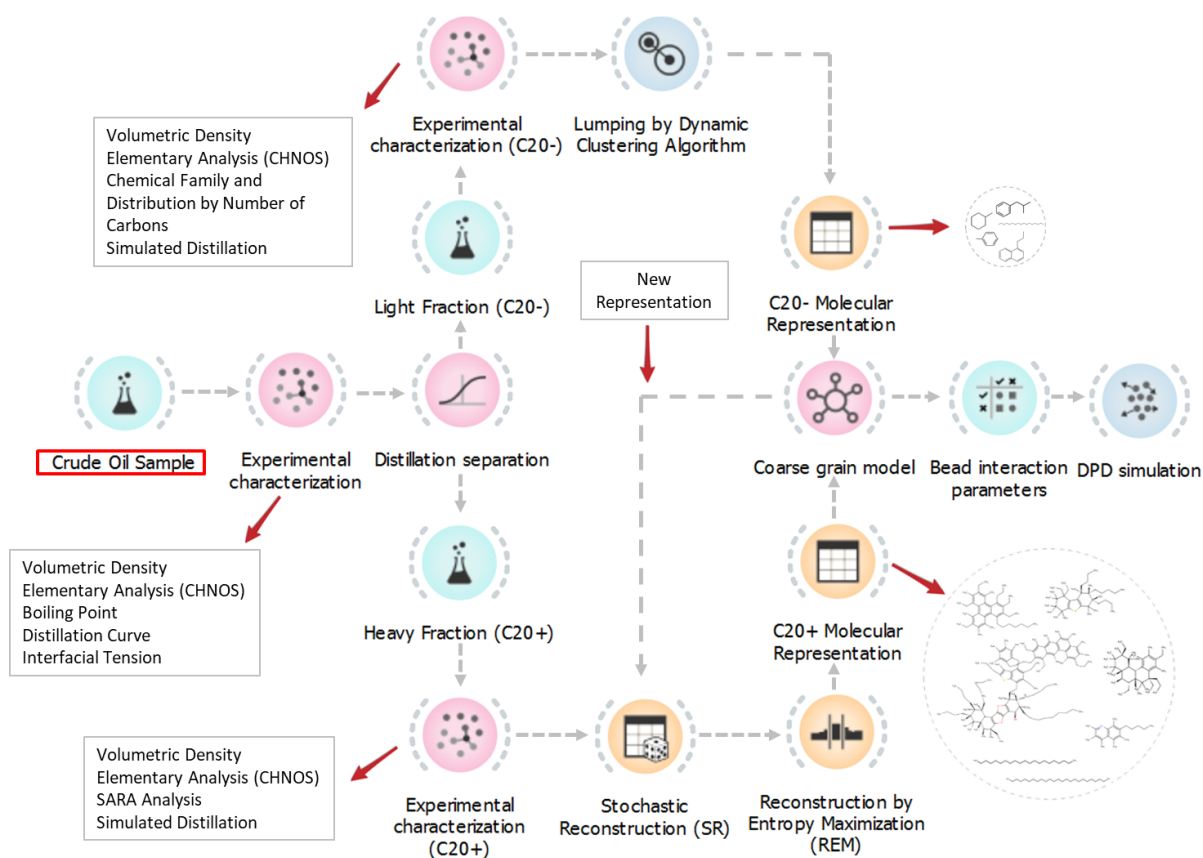 Experimental
characterization (C20-)
Lumping by Dynamic
Clustering Algorithm
Volumetric Density
Elementary Analysis (CHNOS)
Chemical Family and
Distribution by Number of
Carbons
Simulated Distillation
Light Fraction (C20-)
New
Representation
C20- Molecular
Representation
Crude Oil Sample
Experimental
characterization
Distillation separation
Coarse grain model
Bead interaction
parameters
DPD simulation
Volumetric Density
Elementary Analysis (CHNOS)
Boiling Point
Distillation Curve
Interfacial Tension
Heavy Fraction (C20+)
C20+ Molecular
Representation
Volumetric Density
Elementary Analysis (CHNOS)
SARA Analysis
Simulated Distillation
Experimental
characterization
(C20+)
Stochastic
Reconstruction (SR)
Reconstruction by
Entropy Maximization
(REM)